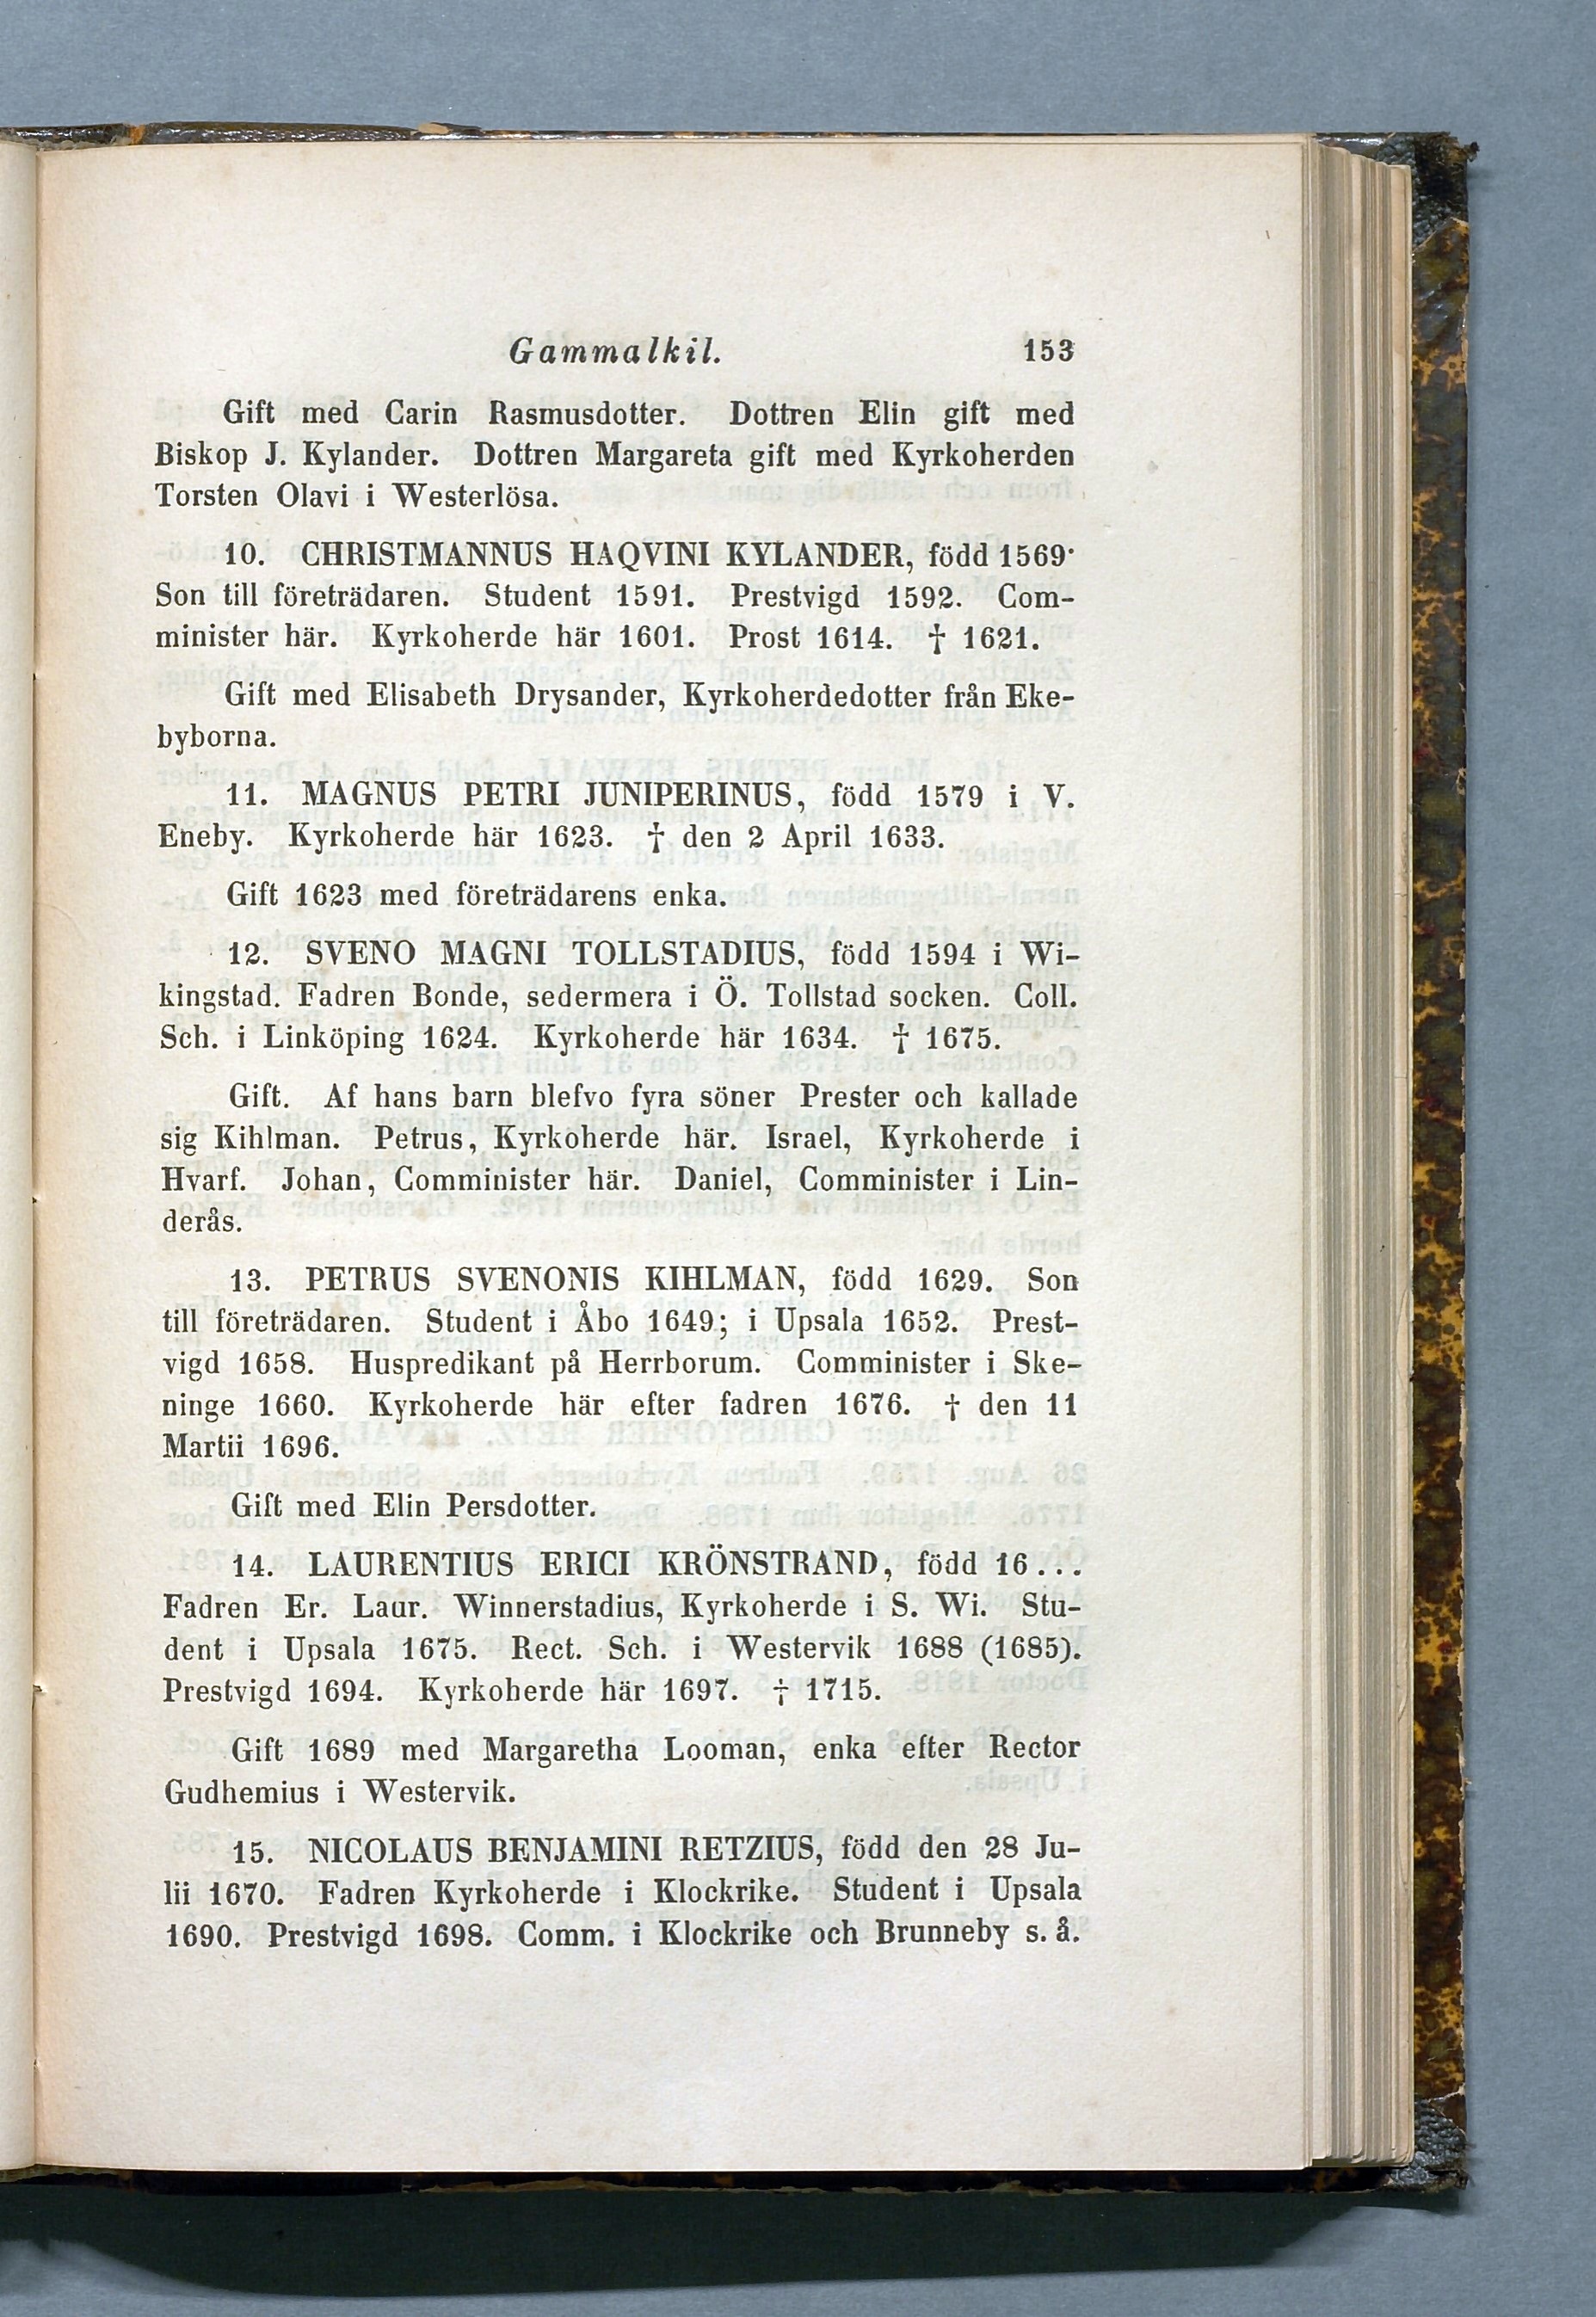 Gammalkil. 153
Gift med Carin Rasmusdotter. Dottren Elin gift med
Biskop J. Kylander. Dottren Margareta gift med Kyrkoherden
Torsten Olavi i Westerlösa.
10. CHRISTMANNUS HAQVINI KYLANDER, född 1569·
Son till företrädaren. Student 1591. Prestvigd 1592. Com-
minister här. Kyrkoherde här 1601. Prost 1614. † 1621.
Gift med Elisabeth Drysander, Kyrkoherdedotter från Eke-
byborna.
11. MAGNUS PETRI JUNIPERINUS, född 1579 i V.
Eneby. Kyrkoherde här 1623. † den 2 April 1633.
Gift 1623 med företrädarens enka.
12. SVENO MAGNI TOLLSTADIUS, född 1594 i Wi-
kingstad. Fadren Bonde, sedermera i Ö. Tollstad socken. Coll.
Sch. i Linköping 1624. Kyrkoherde här 1634. † 1675.
Gift. Af hans barn blefvo fyra söner Prester och kallade
sig Kihlman. Petrus, Kyrkoherde här. Israel, Kyrkoherde i
Hvarf. Johan, Comminister här. Daniel, Comminister i Lin-
derås.
13. PETRUS SVENONIS KIHLMAN, född 1629. Son
till företrädaren. Student i Åbo 1649; i Upsala 1652. Prest-
vigd 1658. Huspredikant på Herrborum. Comminister i Ske-
ninge 1660. Kyrkoherde här efter fadren 1676. † den 11
Martii 1696.
Gift med Elin Persdotter.
14. LAURENTIUS ERICI KRÖNSTRAND, född 16...
Fadren Er. Laur. Winnerstadius, Kyrkoherde i S. Wi. Stu-
dent i Upsala 1675. Rect. Sch. i Westervik 1688 (1685).
Prestvigd 1694. Kyrkoherde här 1697. † 1715.
Gift 1689 med Margaretha Looman, enka efter Rector
Gudhemius i Westervik.
15. NICOLAUS BENJAMINI RETZIUS, född den 28 Ju-
lii 1670. Fadren Kyrkoherde i Klockrike. Student i Upsala
1690. Prestvigd 1698. Comm. i Klockrike och Brunneby s. å.